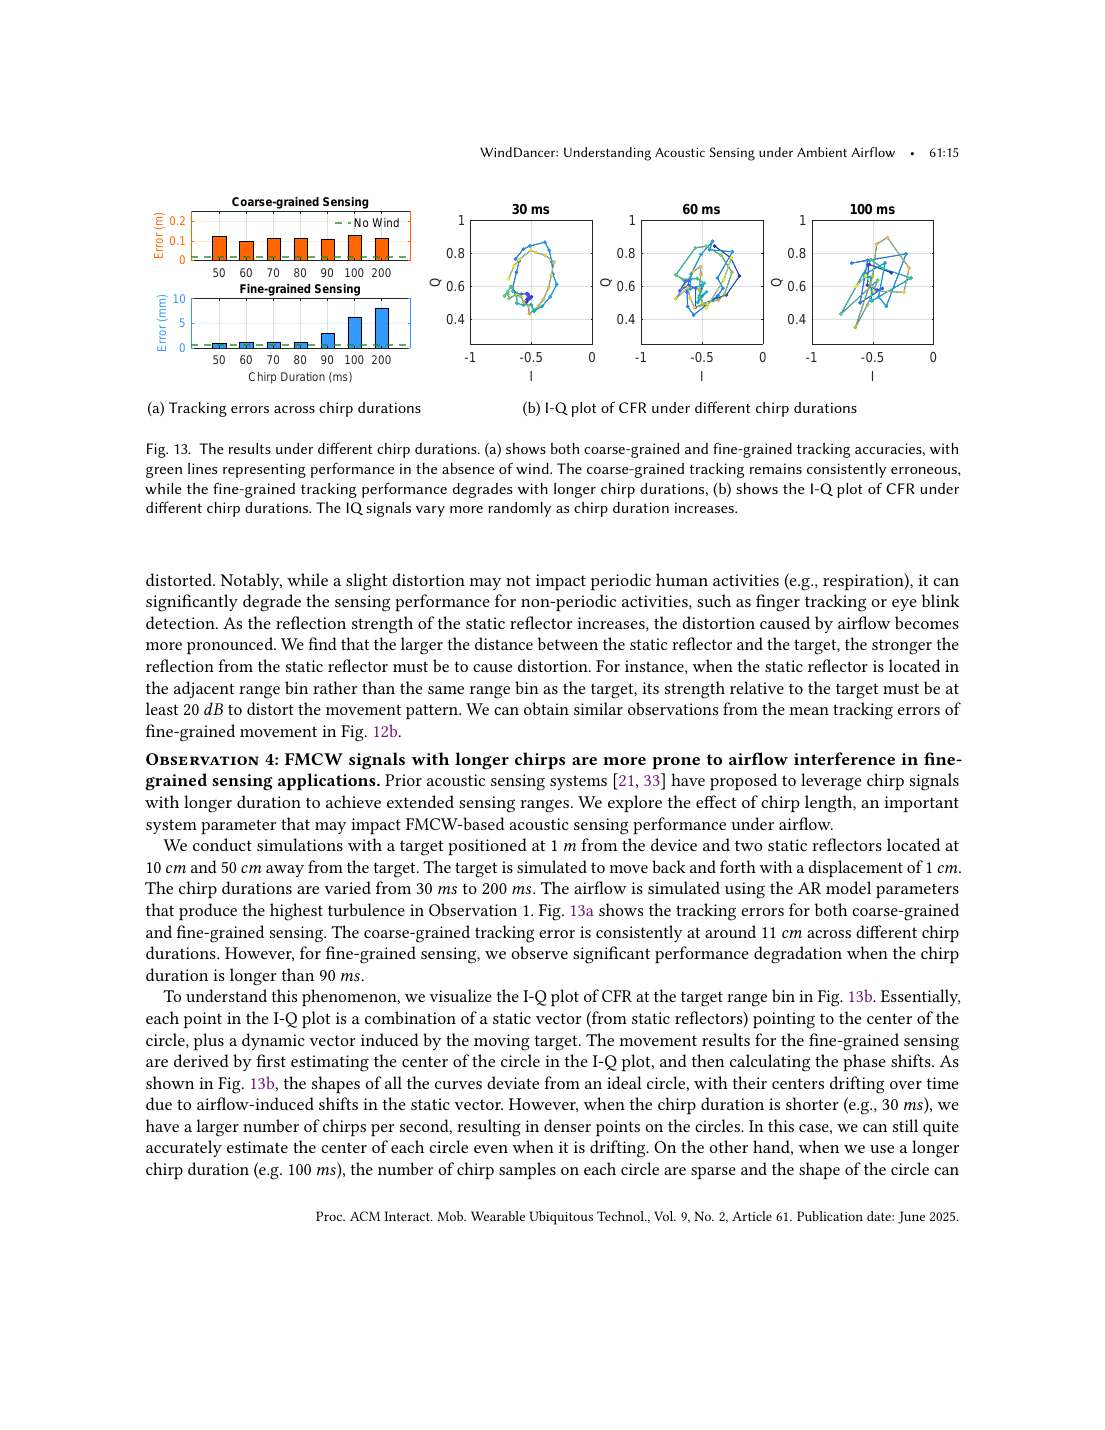 WindDancer: Understanding Acoustic Sensing under Ambient Airflow • 61:15
Coarse-grained Sensing
Error (m)
0.2
0.1
0
No Wind
50 60 70 80 90 100 200
Fine-grained Sensing
Error (mm)
10
5
0
50 60 70 80 90 100 200
Chirp Duration (ms)
(a) Tracking errors across chirp durations
30 ms
Q
1
0.8
0.6
0.4
-1 -0.5 0
I
60 ms
Q
1
0.8
0.6
0.4
-1 -0.5 0
I
100 ms
Q
1
0.8
0.6
0.4
-1 -0.5 0
I
(b) I-Q plot of CFR under different chirp durations
Fig. 13. The results under different chirp durations. (a) shows both coarse-grained and fine-grained tracking accuracies, with
green lines representing performance in the absence of wind. The coarse-grained tracking remains consistently erroneous,
while the fine-grained tracking performance degrades with longer chirp durations, (b) shows the I-Q plot of CFR under
different chirp durations. The IQ signals vary more randomly as chirp duration increases.
distorted. Notably, while a slight distortion may not impact periodic human activities (e.g., respiration), it can
significantly degrade the sensing performance for non-periodic activities, such as finger tracking or eye blink
detection. As the reflection strength of the static reflector increases, the distortion caused by airflow becomes
more pronounced. We find that the larger the distance between the static reflector and the target, the stronger the
reflection from the static reflector must be to cause distortion. For instance, when the static reflector is located in
the adjacent range bin rather than the same range bin as the target, its strength relative to the target must be at
least 20 dB to distort the movement pattern. We can obtain similar observations from the mean tracking errors of
fine-grained movement in Fig. 12b.
Observation 4: FMCW signals with longer chirps are more prone to airflow interference in fine-
grained sensing applications. Prior acoustic sensing systems [21, 33] have proposed to leverage chirp signals
with longer duration to achieve extended sensing ranges. We explore the effect of chirp length, an important
system parameter that may impact FMCW-based acoustic sensing performance under airflow.
We conduct simulations with a target positioned at 1 m from the device and two static reflectors located at
10 cm and 50 cm away from the target. The target is simulated to move back and forth with a displacement of 1 cm.
The chirp durations are varied from 30 ms to 200 ms. The airflow is simulated using the AR model parameters
that produce the highest turbulence in Observation 1. Fig. 13a shows the tracking errors for both coarse-grained
and fine-grained sensing. The coarse-grained tracking error is consistently at around 11 cm across different chirp
durations. However, for fine-grained sensing, we observe significant performance degradation when the chirp
duration is longer than 90 ms.
To understand this phenomenon, we visualize the I-Q plot of CFR at the target range bin in Fig. 13b. Essentially,
each point in the I-Q plot is a combination of a static vector (from static reflectors) pointing to the center of the
circle, plus a dynamic vector induced by the moving target. The movement results for the fine-grained sensing
are derived by first estimating the center of the circle in the I-Q plot, and then calculating the phase shifts. As
shown in Fig. 13b, the shapes of all the curves deviate from an ideal circle, with their centers drifting over time
due to airflow-induced shifts in the static vector. However, when the chirp duration is shorter (e.g., 30 ms), we
have a larger number of chirps per second, resulting in denser points on the circles. In this case, we can still quite
accurately estimate the center of each circle even when it is drifting. On the other hand, when we use a longer
chirp duration (e.g. 100 ms), the number of chirp samples on each circle are sparse and the shape of the circle can
Proc. ACM Interact. Mob. Wearable Ubiquitous Technol., Vol. 9, No. 2, Article 61. Publication date: June 2025.